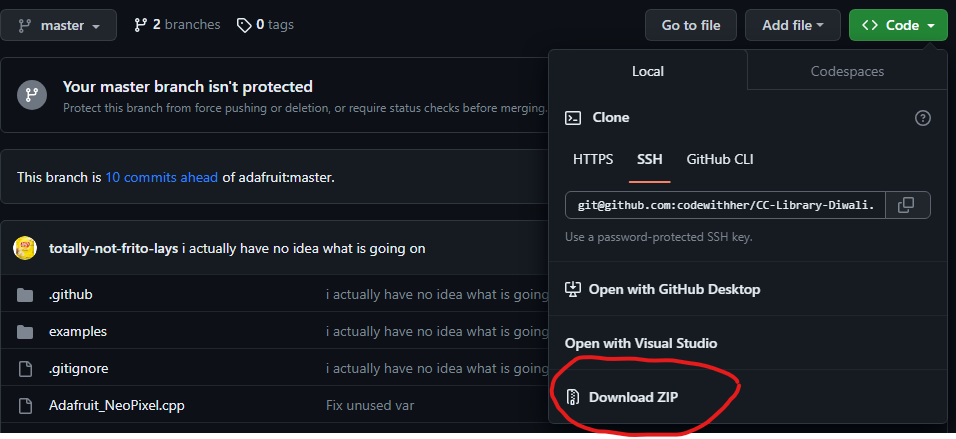 master 2 branches 0 tags Go to file Add file Code
Local Codespaces
Your master branch isn't protected
Protect this branch from force pushing or deletion, or require status checks before merging.
Clone
HTTPS SSH GitHub CLI
This branch is 10 commits ahead of adafruit:master.
git@github.com:codewithher/CC-Library-Diwali.
Use a password-protected SSH key.
totally-not-frito-lays i actually have no idea what is going on
.github i actually have no idea what is going
Open with GitHub Desktop
examples i actually have no idea what is going
Open with Visual Studio
.gitignore i actually have no idea what is going
Download ZIP
Adafruit_NeoPixel.cpp Fix unused var